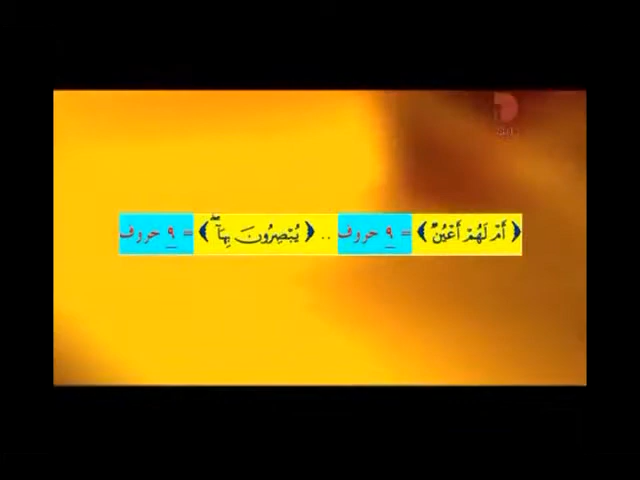 ﴿أَمْ لَهُمْ أَعْيُنٌ﴾ = ٩ حروف .. ﴿يُبْصِرُونَ بِهَآۖ﴾ = ٩ حروف